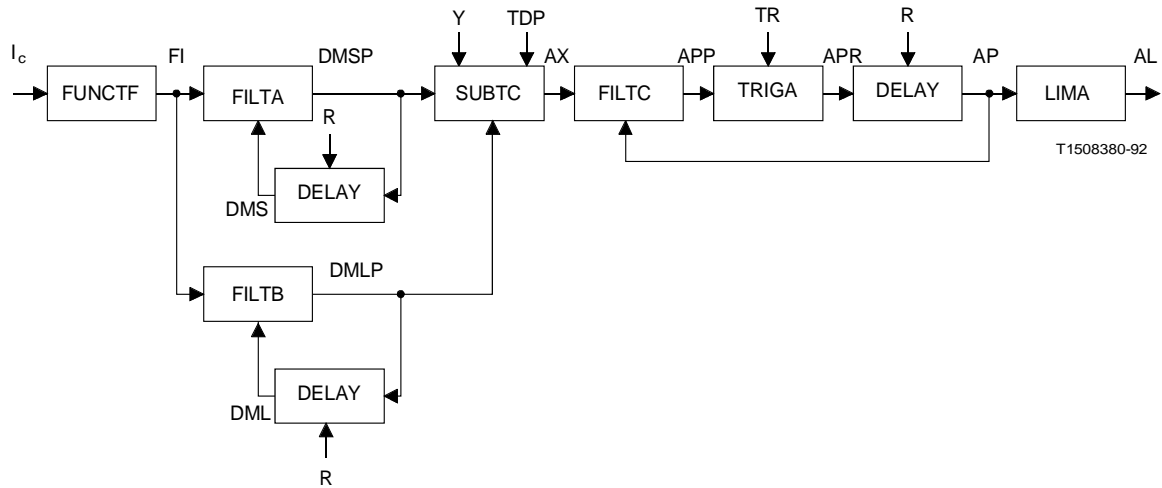 Y TDP TR R
I c FI DMSP AX APP APR AP AL
FUNCTF FILTA SUBTC FILTC TRIGA DELAY LIMA
R
T1508380-92
DELAY
DMS
DMLP
FILTB
DELAY
DML
R